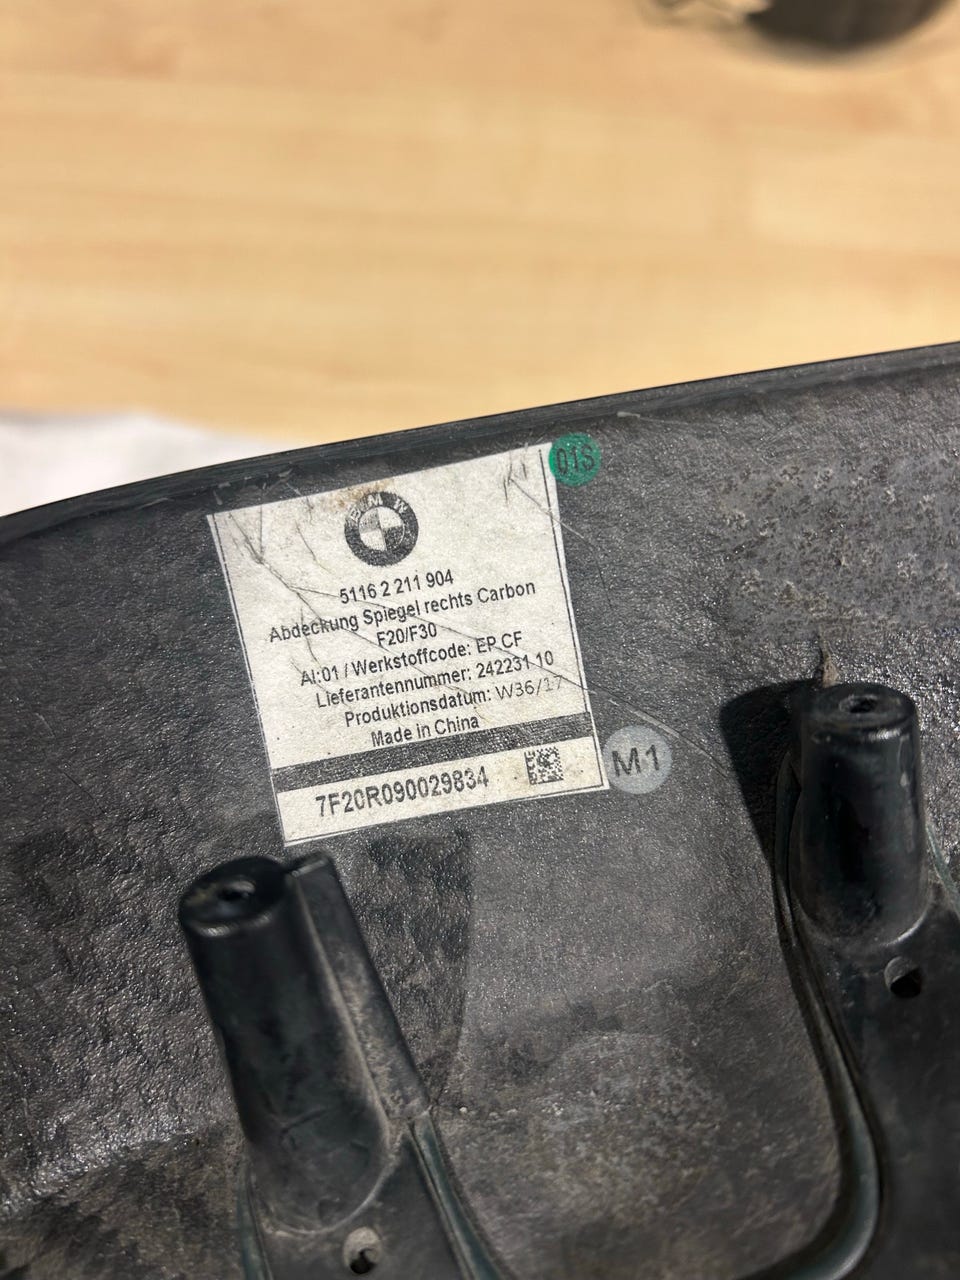 01S
BMW
5116 2 211 904
Abdeckung Spiegel rechts Carbon
F20/F30
AI:01 / Werkstoffcode: EP CF
Lieferantennummer: 242231 10
Produktionsdatum: W36/17
Made in China
M1
7F20R090029834